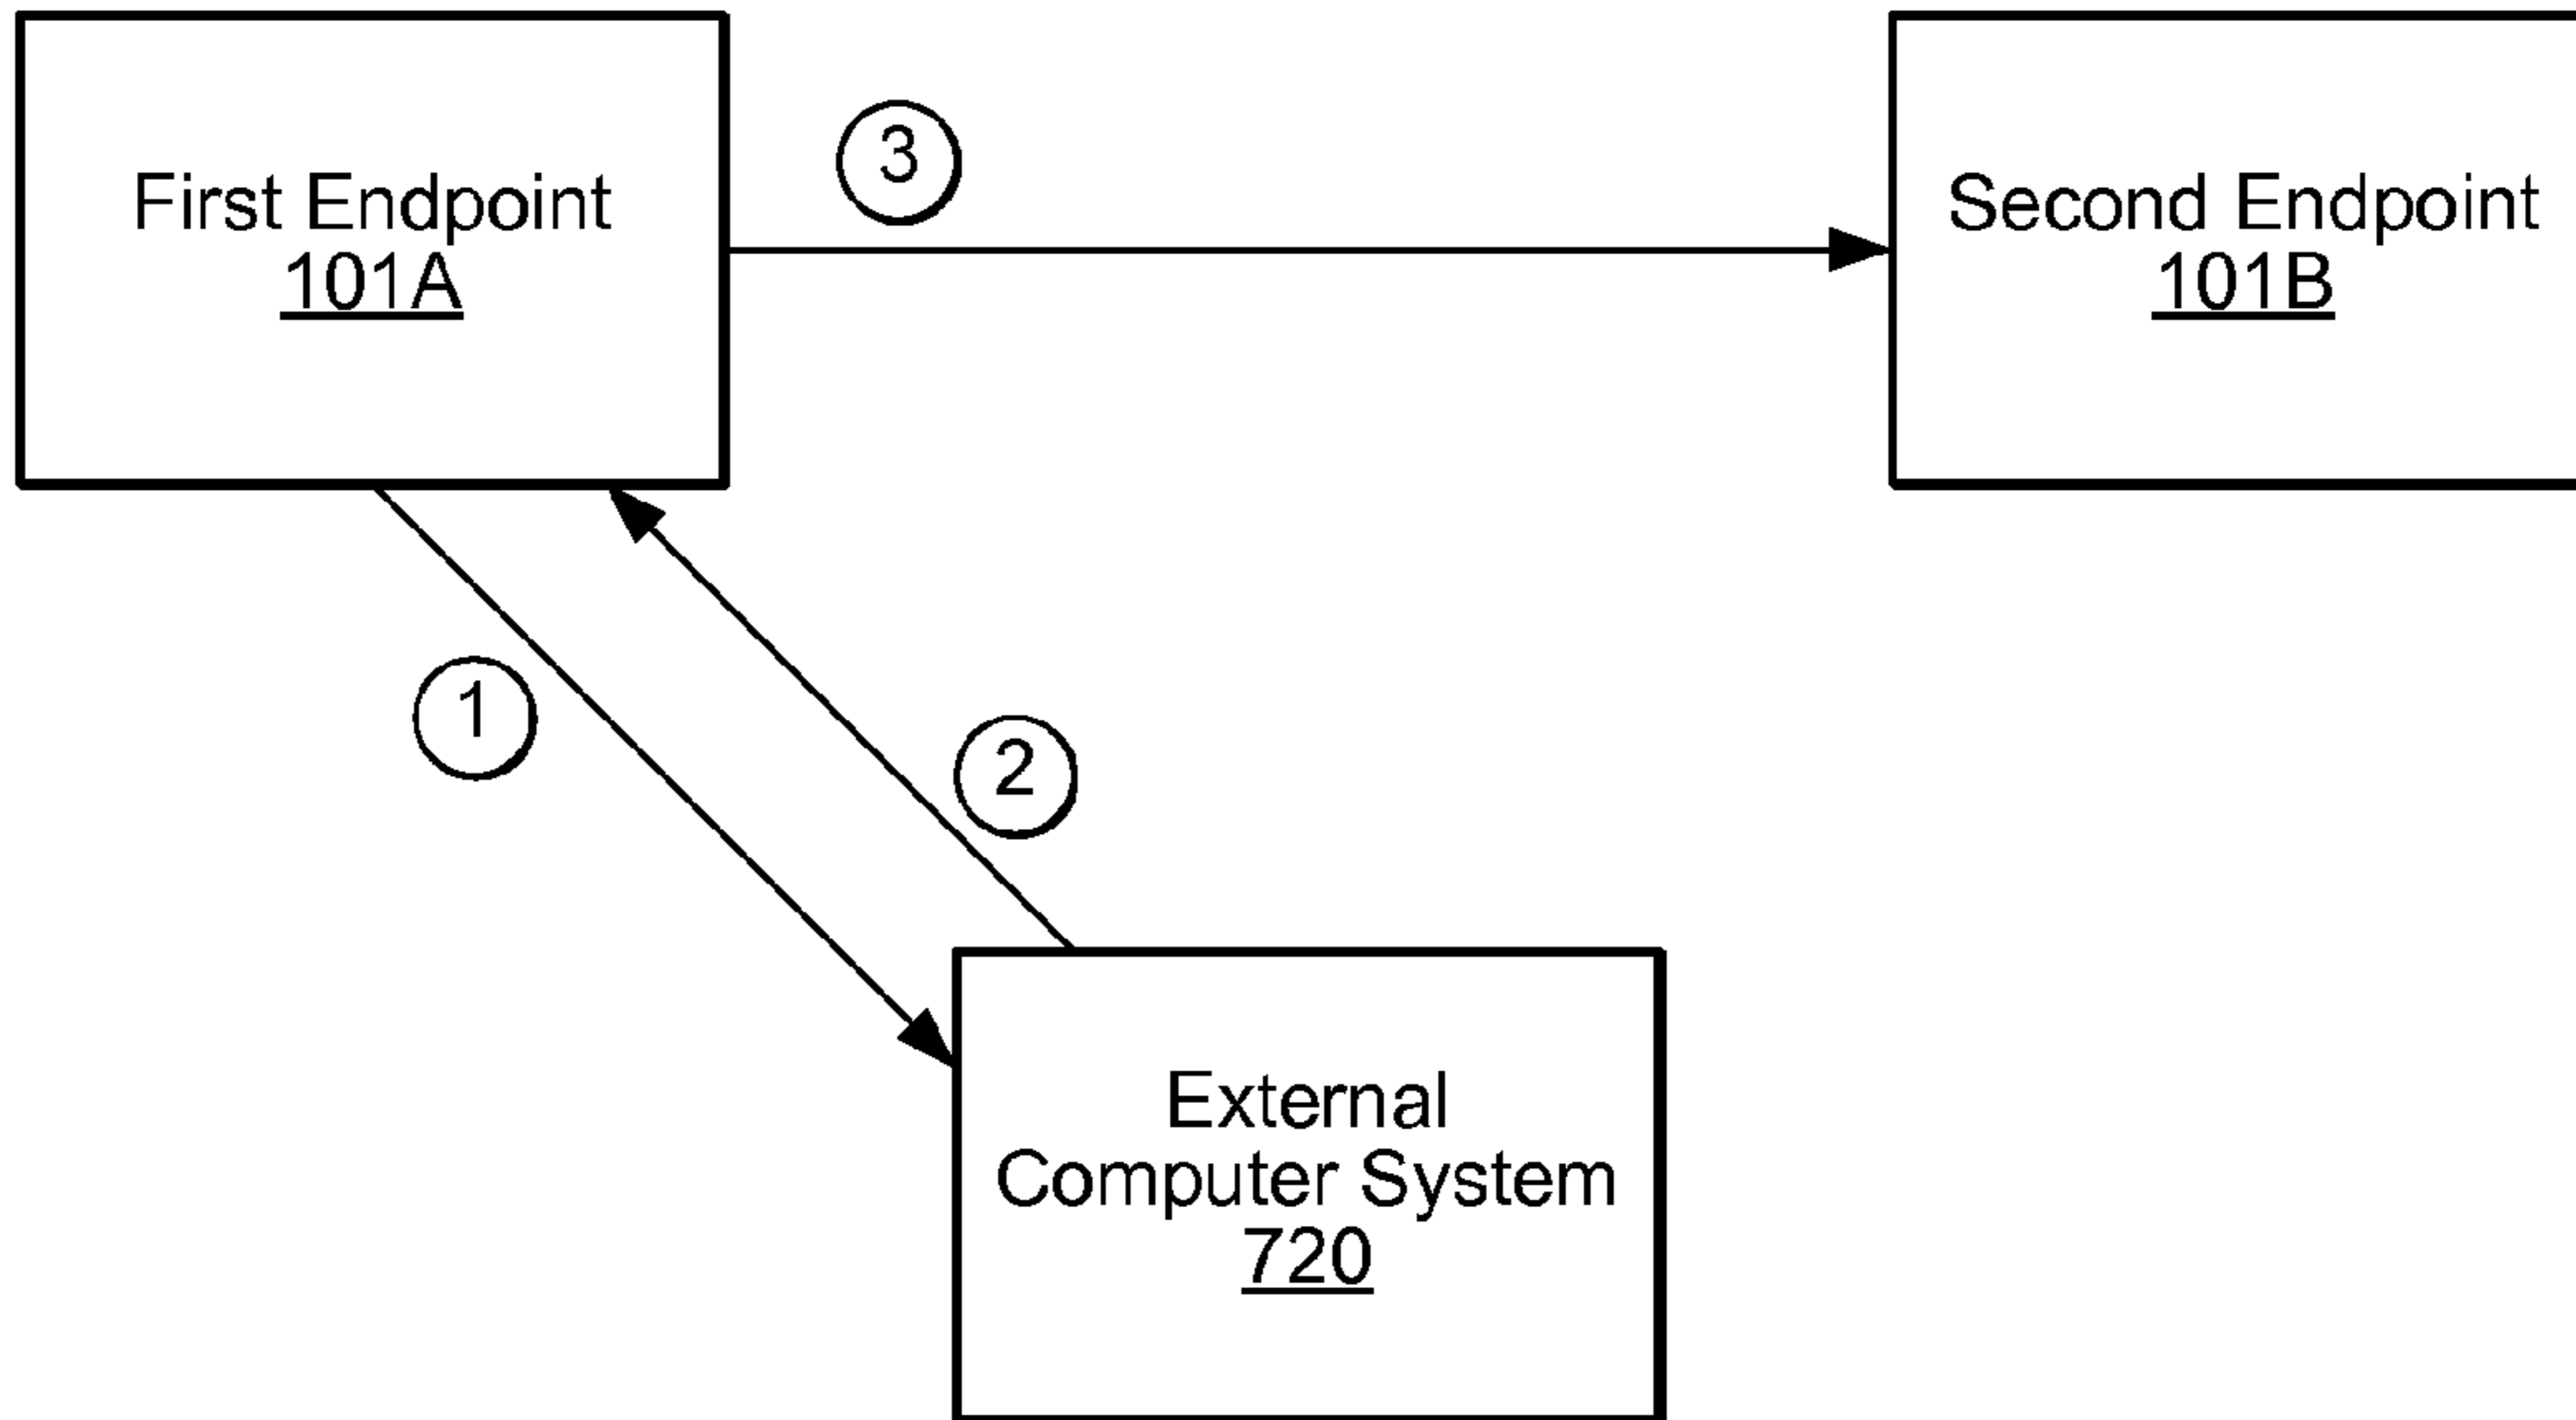 First Endpoint
101A
3
Second Endpoint
101B
1
2
External
Computer System
720